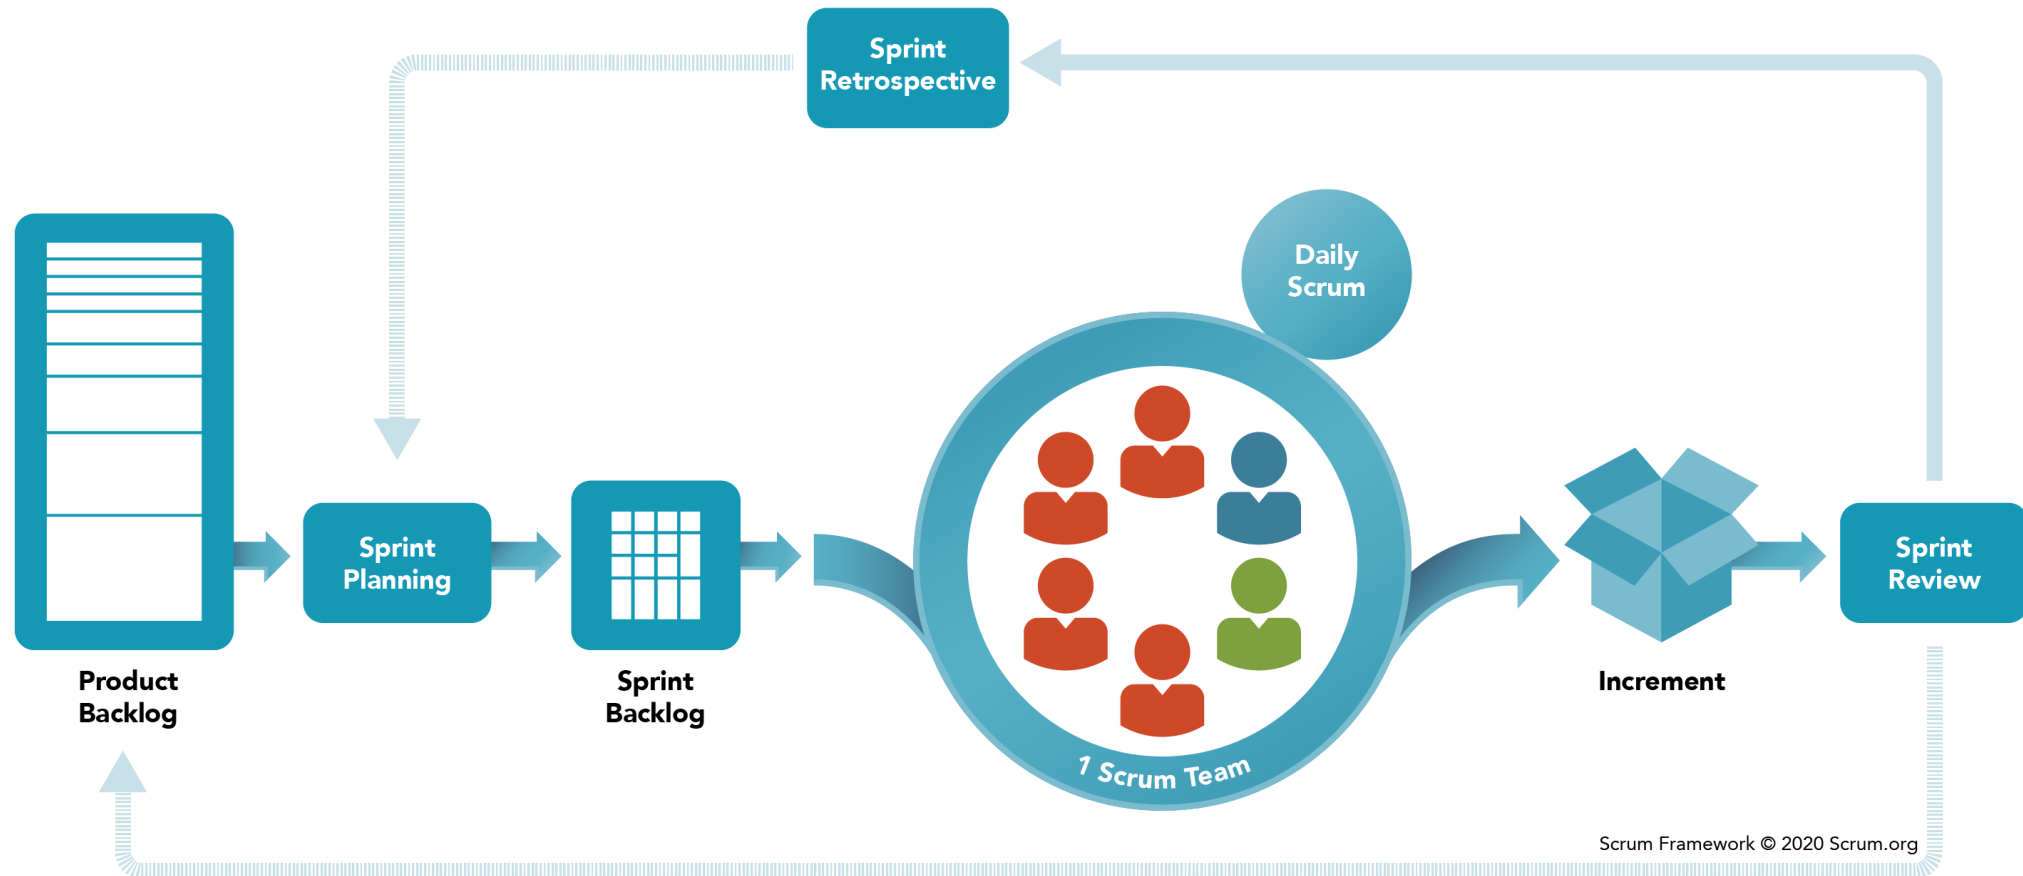 Sprint
Retrospective
Daily
Scrum
Sprint
Planning
Sprint
Review
Product
Backlog
Sprint
Backlog
Increment
1 Scrum Team
Scrum Framework © 2020 Scrum.org